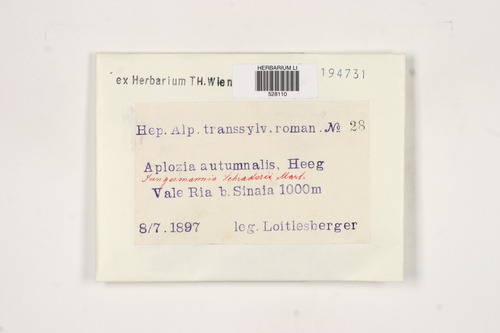 ex Herbarium TH.Wien
HERBARIUM LI
528110
194731
Hep. Alp. transsylv. roman. № 28
Aplozia autumnalis, Heeg
Jungermannia Schraderi Mart.
Vale Ria b. Sinaia 1000m
8/7.1897 leg. Loitlesberger